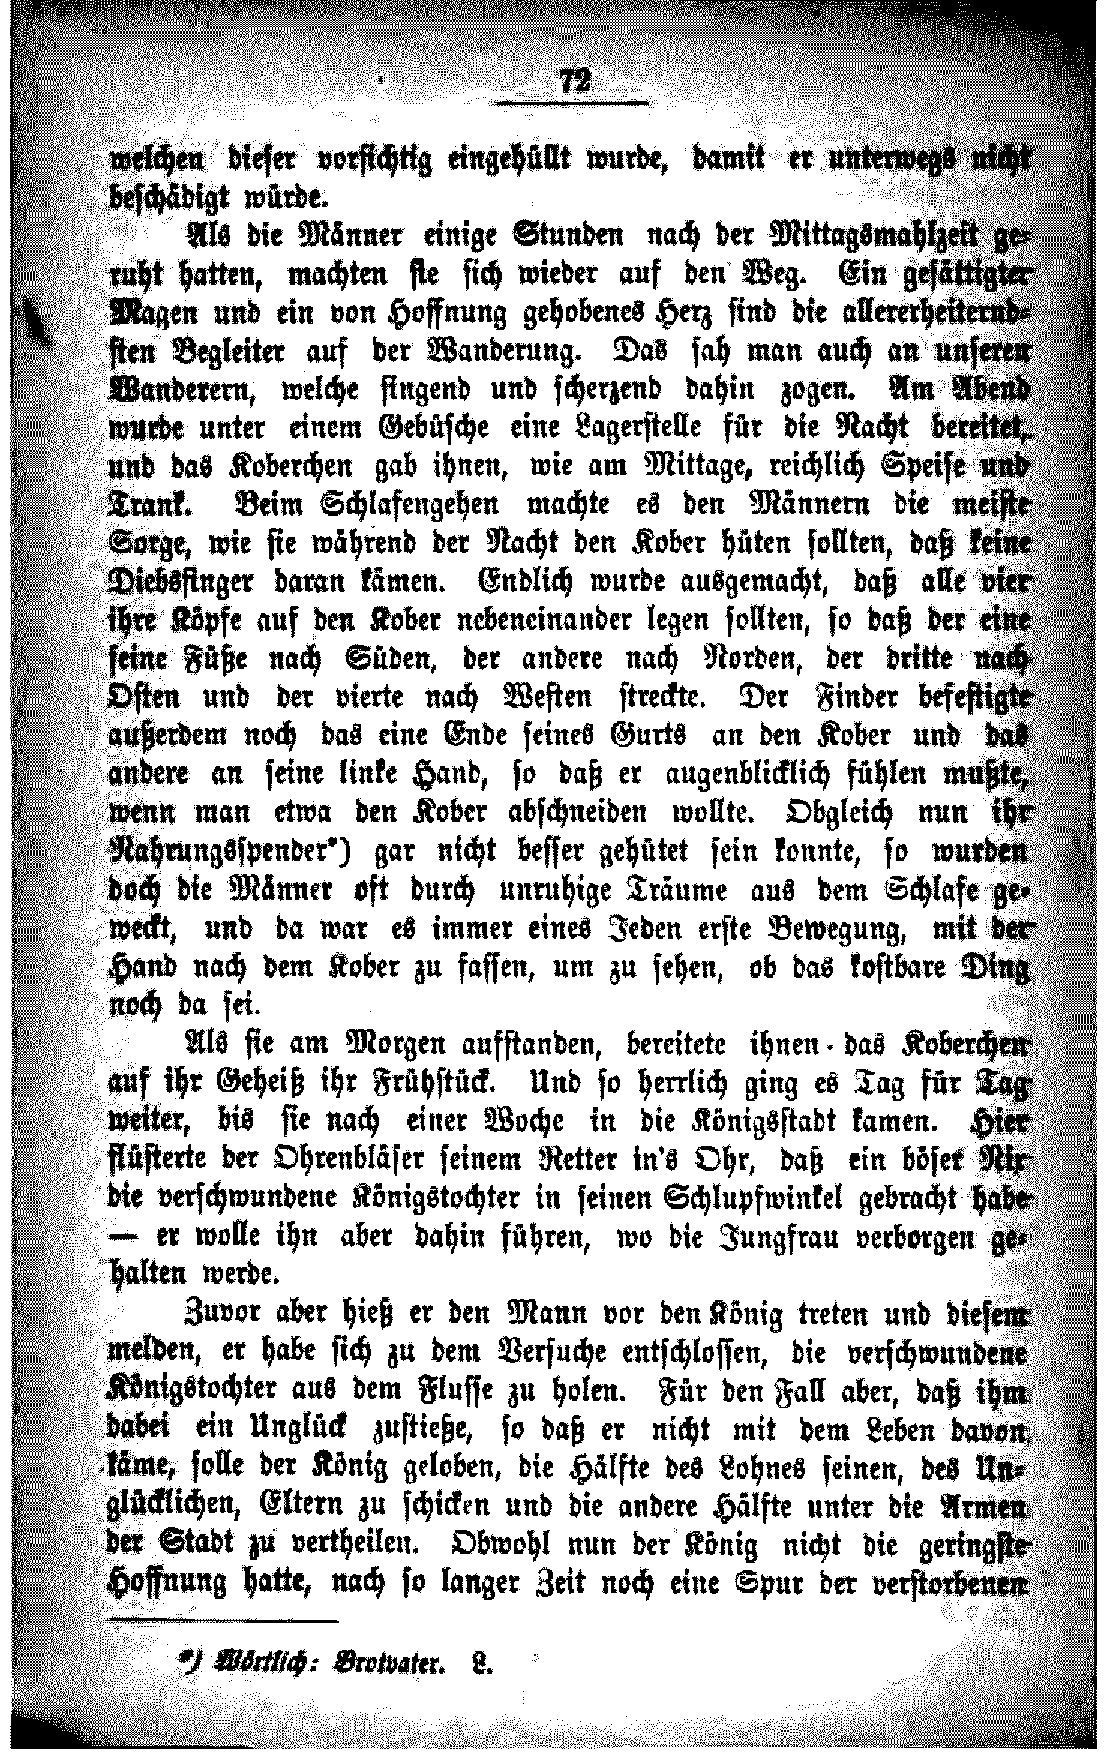 72
welchen dieser vorsichtig eingehüllt wurde, damit er unterwegs nicht
beschädigt würde.
Als die Männer einige Stunden nach der Mittagsmahlzeit ge-
ruht hatten, machten sie sich wieder auf den Weg. Ein gesättigter
Magen und ein von Hoffnung gehobenes Herz sind die allererheiternd-
sten Begleiter auf der Wanderung. Das sah man auch an unseren
Wanderern, welche singend und scherzend dahin zogen. Am Abend
wurde unter einem Gebüsche eine Lagerstelle für die Nacht bereitet,
und das Koberchen gab ihnen, wie am Mittage, reichlich Speise und
Trank. Beim Schlafengehen machte es den Männern die meiste
Sorge, wie sie während der Nacht den Kober hüten sollten, daß keine
Diebsfinger daran kämen. Endlich wurde ausgemacht, daß alle vier
ihre Köpfe auf den Kober nebeneinander legen sollten, so daß der eine
seine Füße nach Süden, der andere nach Norden, der dritte nach
Osten und der vierte nach Westen streckte. Der Finder befestigte
außerdem noch das eine Ende seines Gurts an den Kober und das
andere an seine linke Hand, so daß er augenblicklich fühlen mußte,
wenn man etwa den Kober abschneiden wollte. Obgleich nun ihr
Nahrungsspender*) gar nicht besser gehütet sein konnte, so wurden
doch die Männer oft durch unruhige Träume aus dem Schlafe ge-
weckt, und da war es immer eines Jeden erste Bewegung, mit der
Hand nach dem Kober zu fassen, um zu sehen, ob das kostbare Ding
noch da sei.
Als sie am Morgen aufstanden, bereitete ihnen das Koberchen
auf ihr Geheiß ihr Frühstück. Und so herrlich ging es Tag für Tag
weiter, bis sie nach einer Woche in die Königsstadt kamen. Hier
flüsterte der Ohrenbläser seinem Retter in's Ohr, daß ein böser Nix
die verschwundene Königstochter in seinen Schlupfwinkel gebracht habe
— er wolle ihn aber dahin führen, wo die Jungfrau verborgen ge-
halten werde.
Zuvor aber hieß er den Mann vor den König treten und diesem
melden, er habe sich zu dem Versuche entschlossen, die verschwundene
Königstochter aus dem Flusse zu holen. Für den Fall aber, daß ihm
dabei ein Unglück zustieße, so daß er nicht mit dem Leben davon
käme, solle der König geloben, die Hälfte des Lohnes seinen, des Un-
glücklichen, Eltern zu schicken und die andere Hälfte unter die Armen
der Stadt zu vertheilen. Obwohl nun der König nicht die geringste
Hoffnung hatte, nach so langer Zeit noch eine Spur der verstorbenen
*) Wörtlich: Brotvater. L.